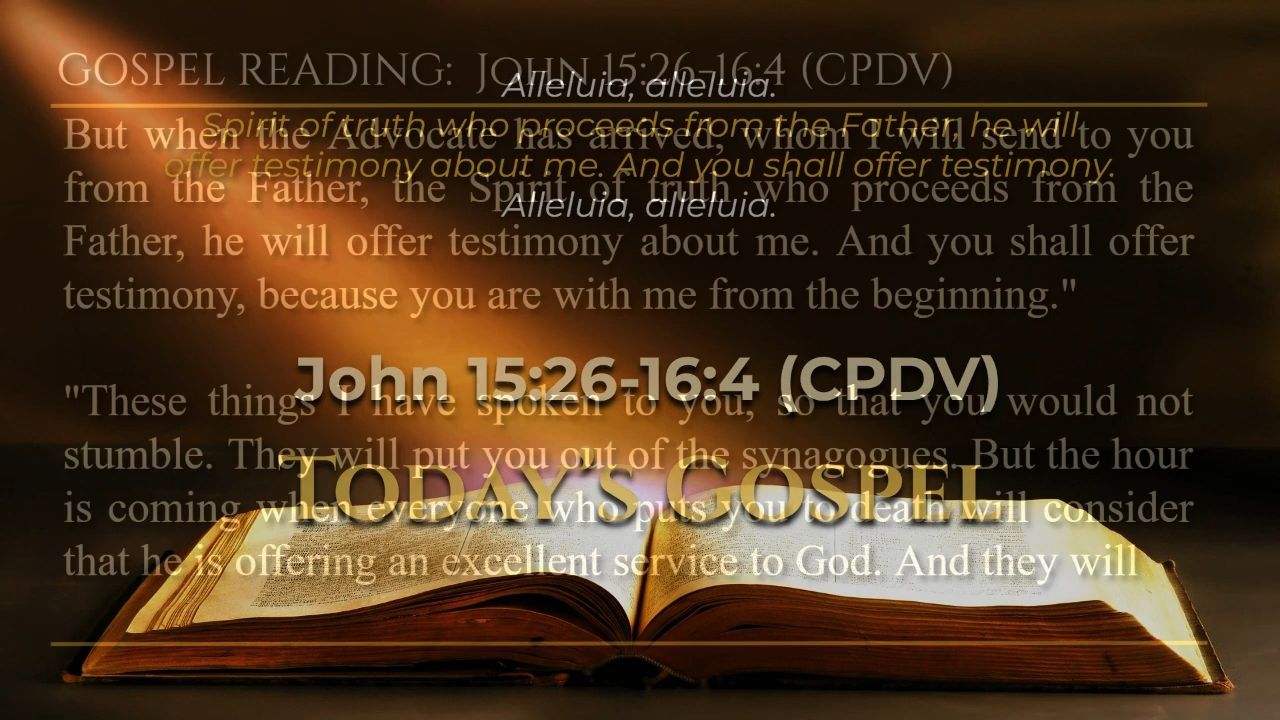 GOSPEL READING: JOHN 15:26-16:4 (CPDV)
Alleluia, alleluia.
Spirit of truth who proceeds from the Father, he will
offer testimony about me. And you shall offer testimony.
Alleluia, alleluia.
But when the Advocate has arrived, whom I will send to you
from the Father, the Spirit of truth who proceeds from the
Father, he will offer testimony about me. And you shall offer
testimony, because you are with me from the beginning."
John 15:26-16:4 (CPDV)
"These things I have spoken to you, so that you would not
stumble. They will put you out of the synagogues. But the hour
is coming when everyone who puts you to death will consider
that he is offering an excellent service to God. And they will
TODAY'S GOSPEL